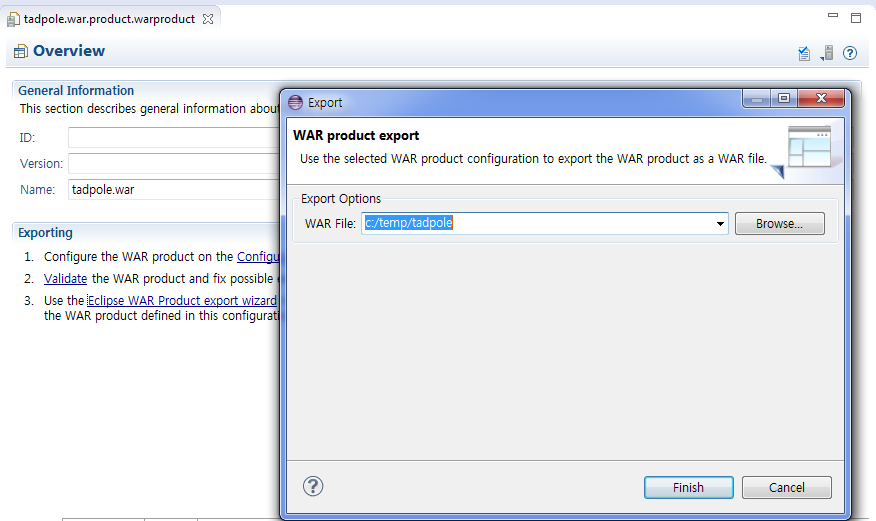 tadpole.war.product.warproduct
Overview
General Information
This section describes general information about
ID:
Version:
Name: tadpole.war
Exporting
1. Configure the WAR product on the Configu
2. Validate the WAR product and fix possible
3. Use the Eclipse WAR Product export wizard
the WAR product defined in this configurati
Export
WAR product export
Use the selected WAR product configuration to export the WAR product as a WAR file.
Export Options
WAR File: c:/temp/tadpole Browse...
Finish Cancel